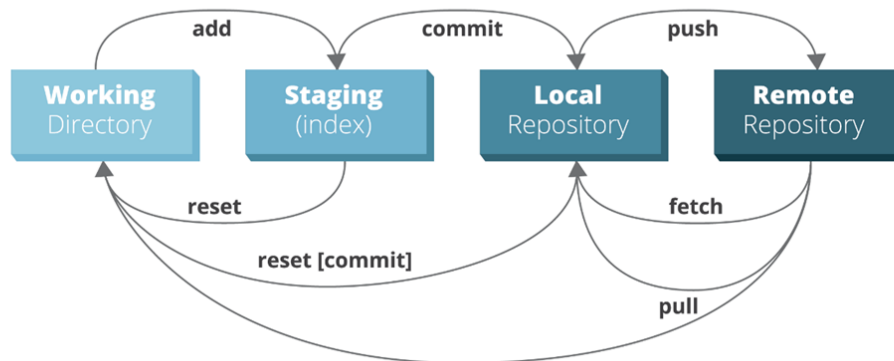 add
commit
push
Working
Directory
Staging
(index)
Local
Repository
Remote
Repository
reset
fetch
reset [commit]
pull